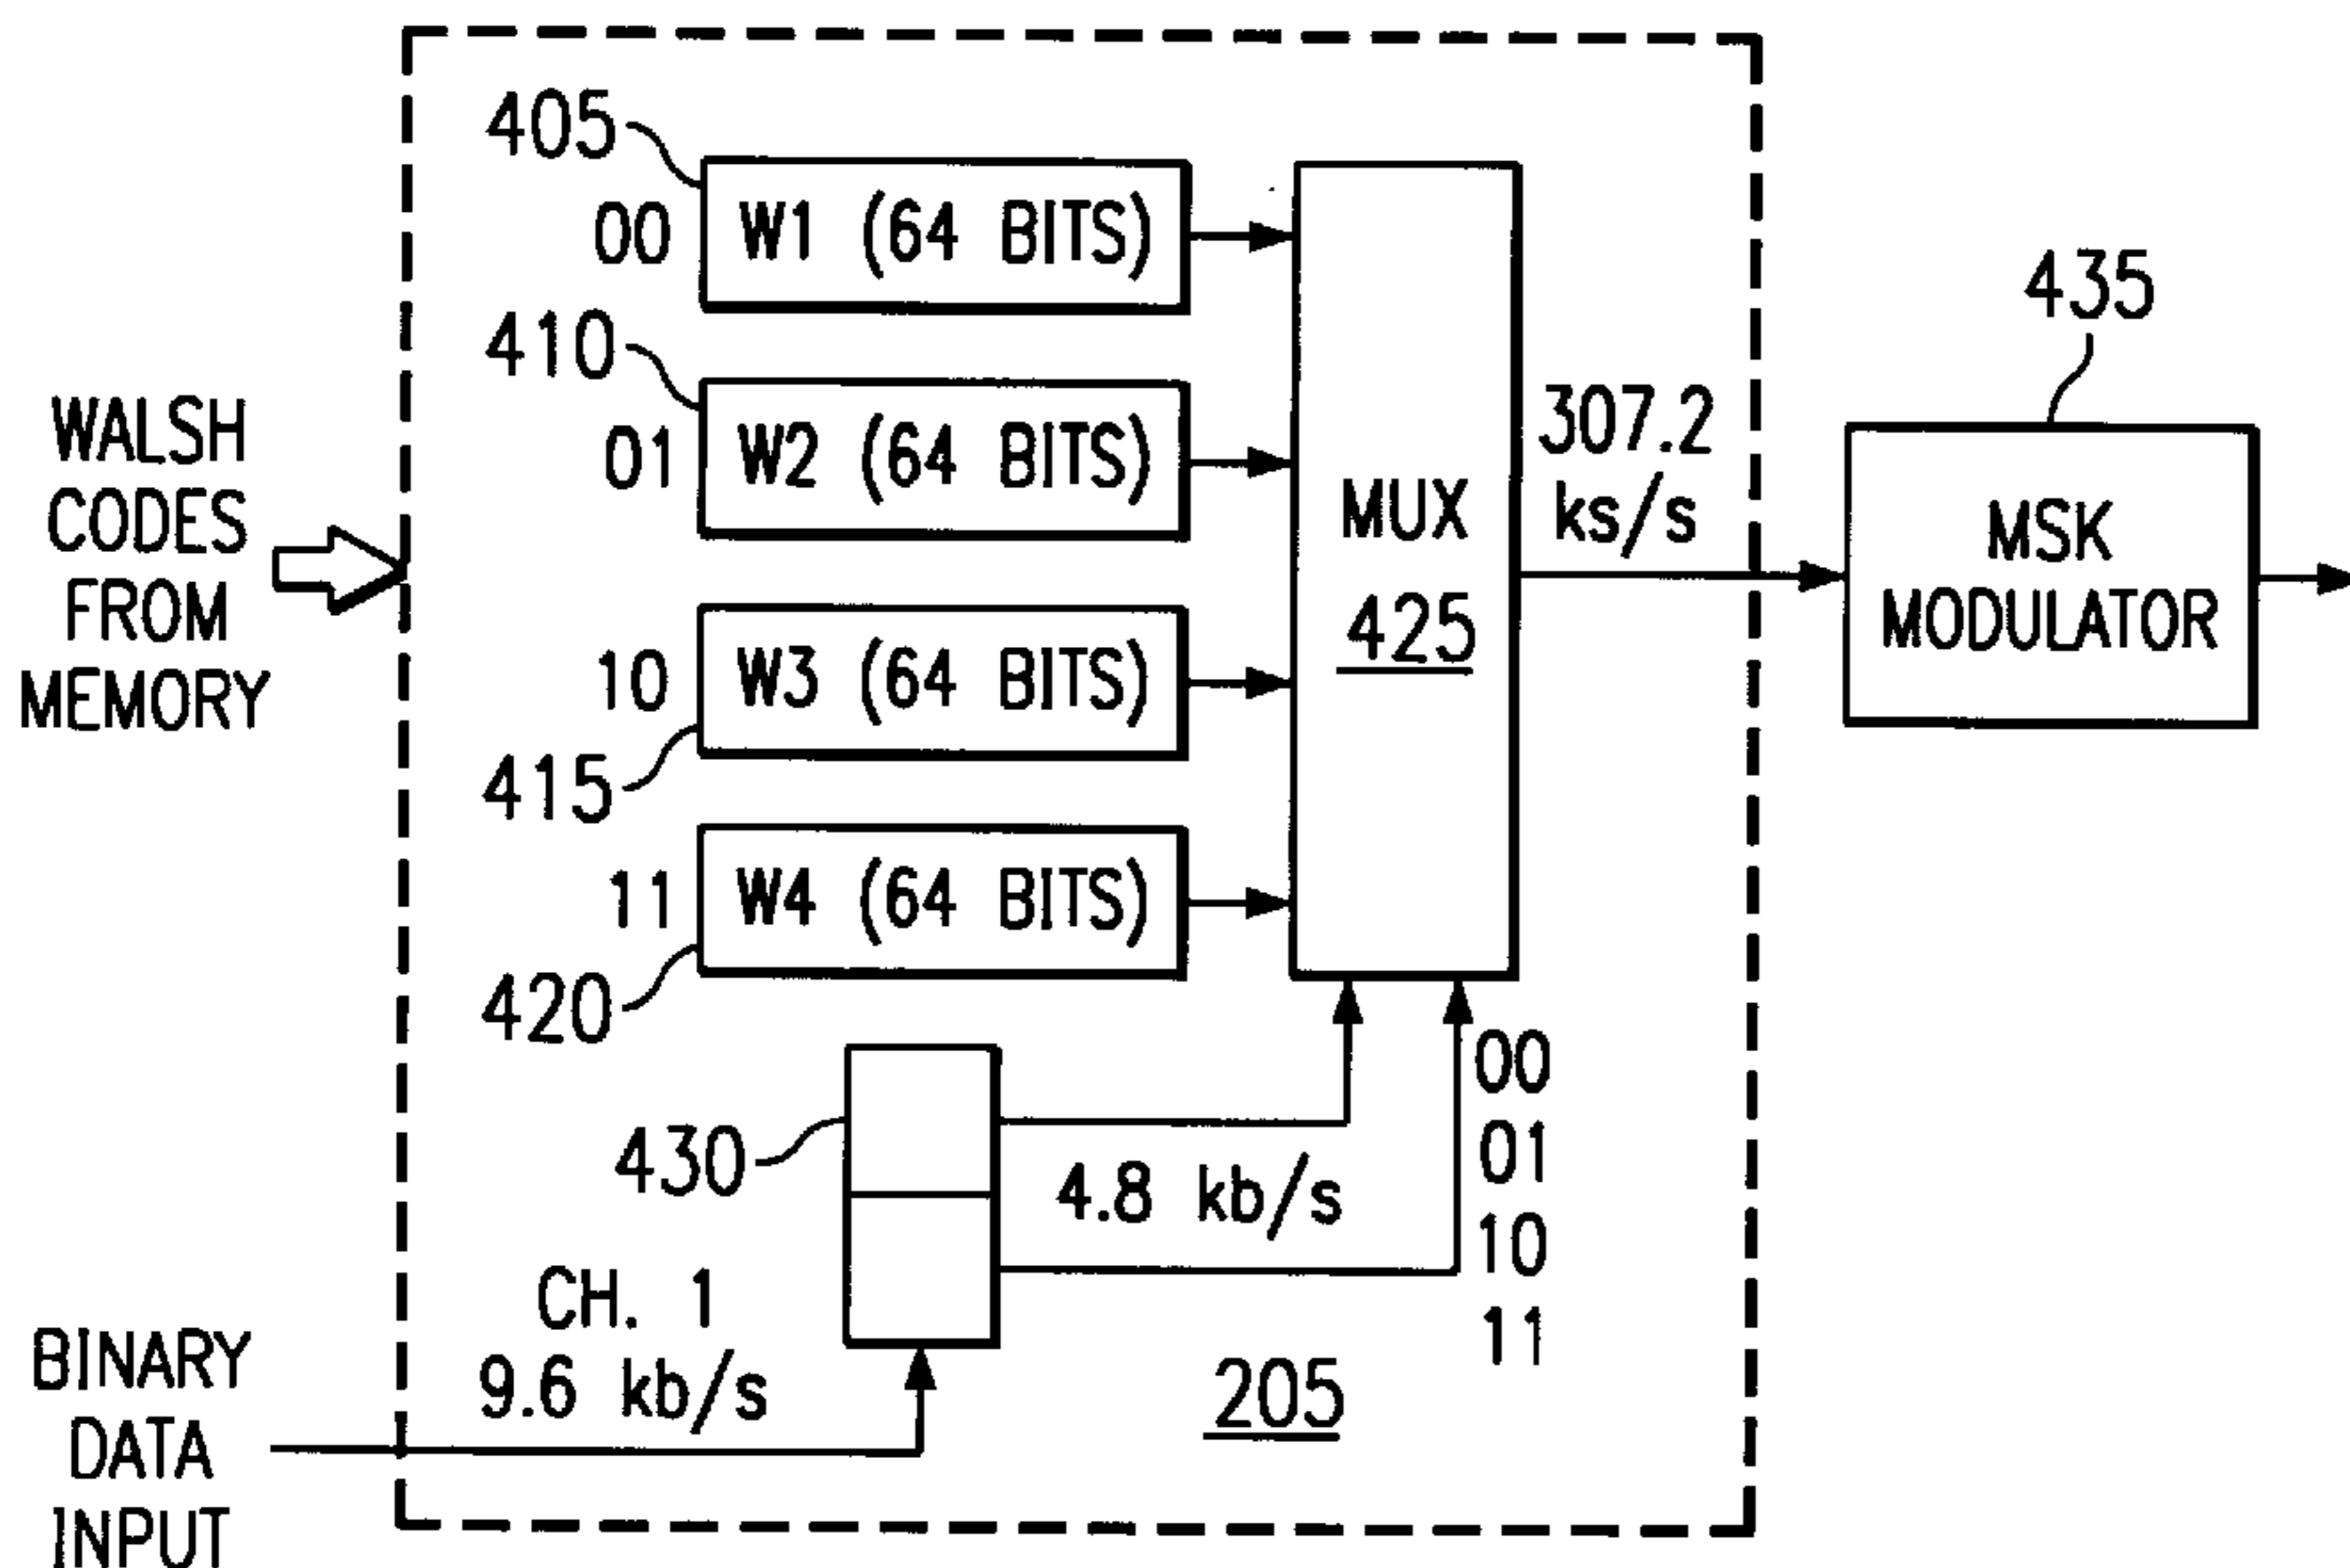 405
00 W1 (64 BITS)
410
01 W2 (64 BITS)
10 W3 (64 BITS)
415
11 W4 (64 BITS)
420
MUX
425
307.2
ks/s
435
MSK
MODULATOR
WALSH
CODES
FROM
MEMORY
430
4.8 kb/s
00
01
10
11
CH. 1
9.6 kb/s
205
BINARY
DATA
INPUT